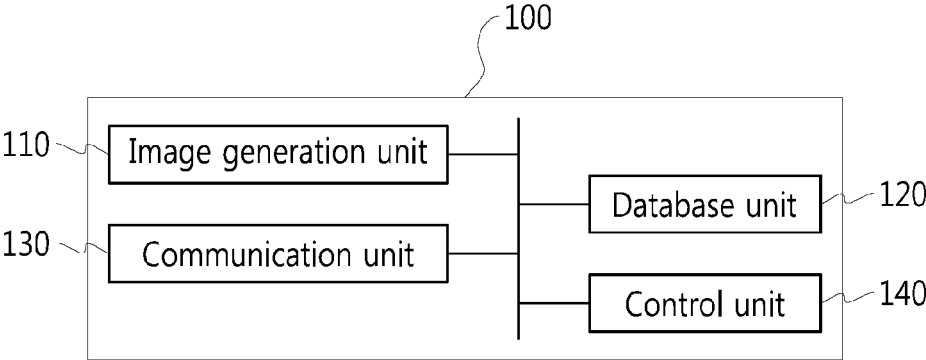 100
110 Image generation unit
Database unit 120
130 Communication unit
Control unit 140